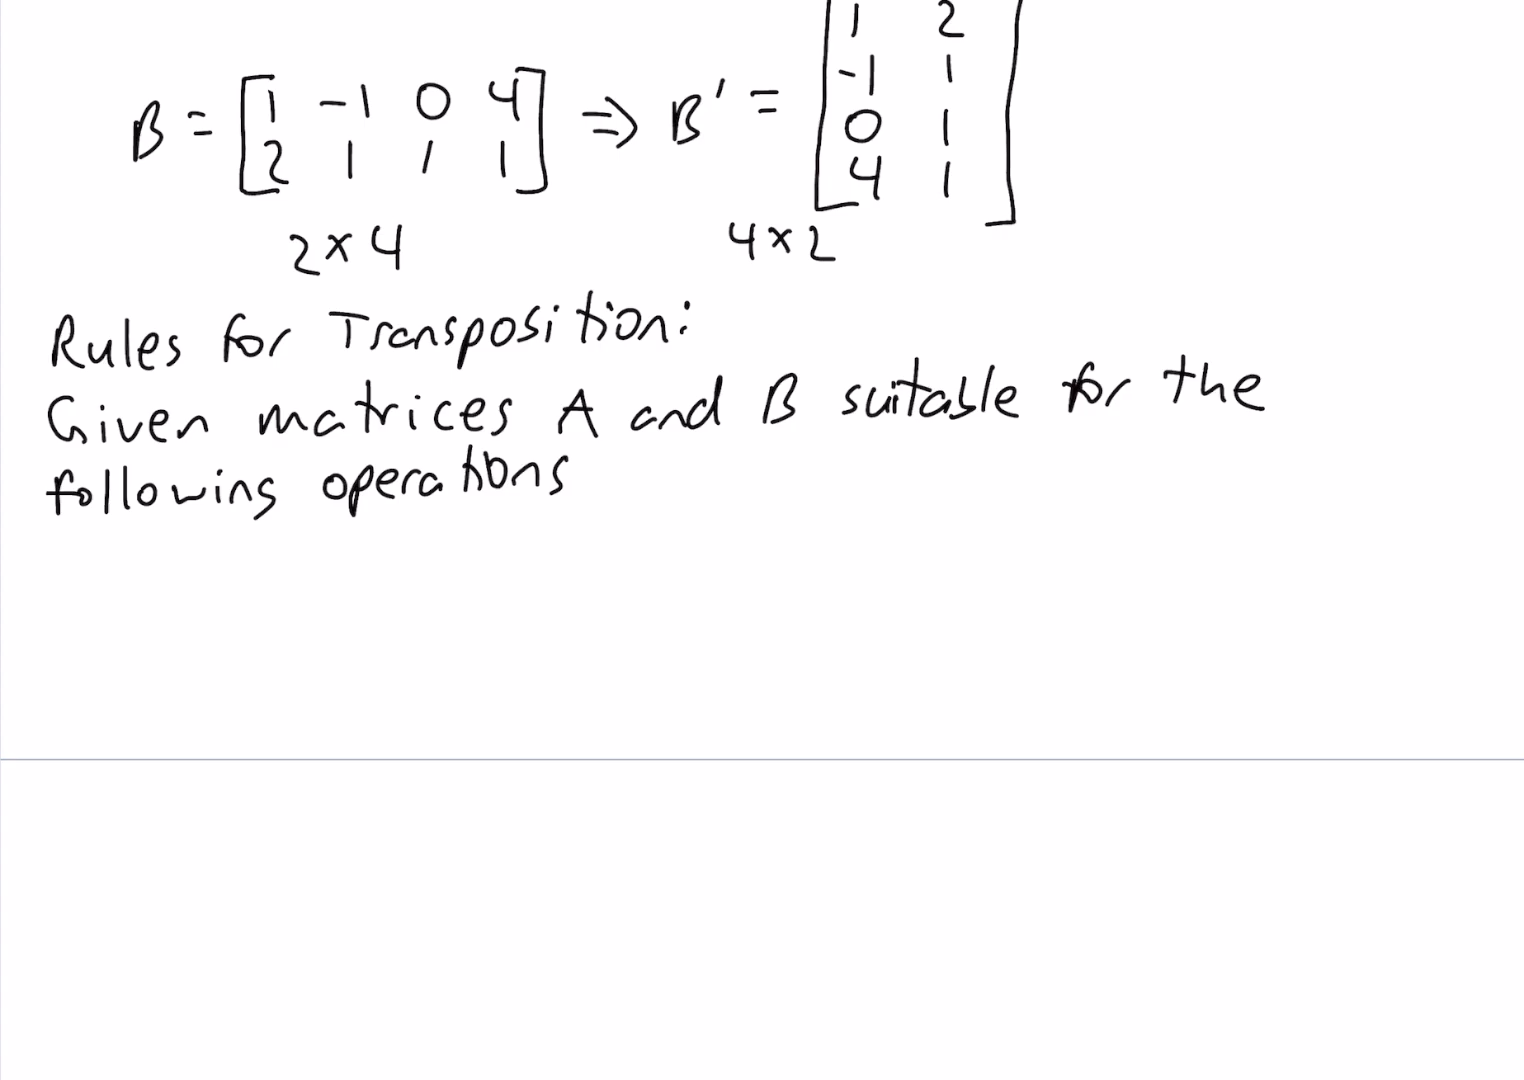 B = [1 -1 0 4
2 1 1 1] ⇒ B' = [1 2
-1 1
0 1
4 1]
2 x 4
4 x 2
Rules for Transposition:
Given matrices A and B suitable for the
following operations